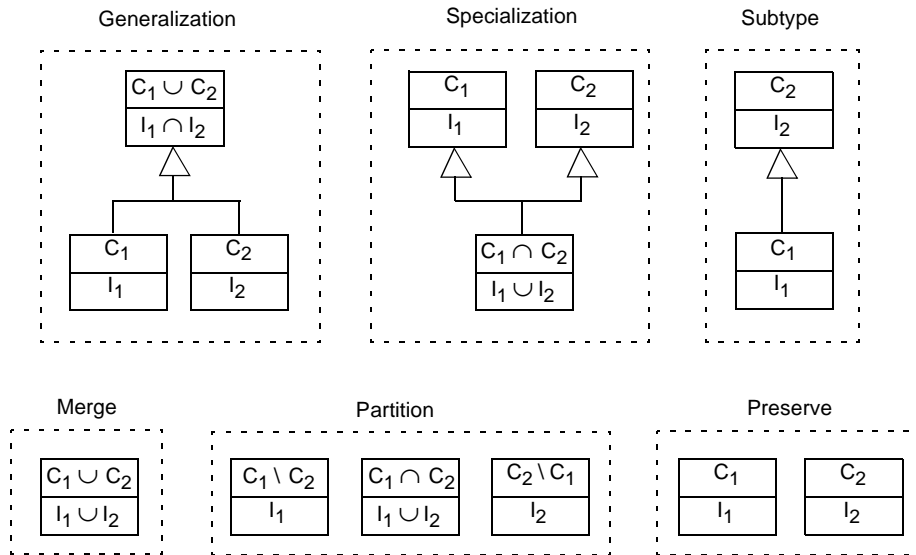 Generalization Specialization Subtype
C₁ ∪ C₂
I₁ ∩ I₂
C₁
I₁
C₂
I₂
C₁
I₁
C₂
I₂
C₁ ∩ C₂
I₁ ∪ I₂
C₂
I₂
C₁
I₁
Merge Partition Preserve
C₁ ∪ C₂
I₁ ∪ I₂
C₁ \ C₂
I₁
C₁ ∩ C₂
I₁ ∪ I₂
C₂ \ C₁
I₂
C₁
I₁
C₂
I₂